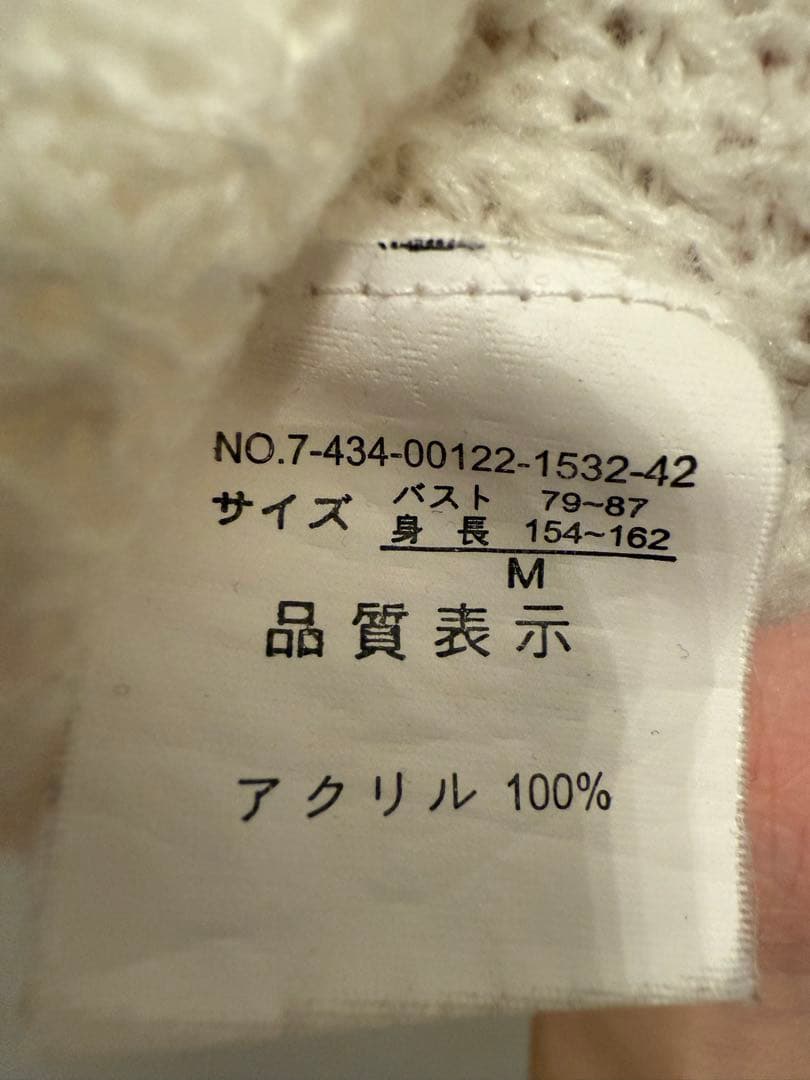 NO.7-434-00122-1532-42
サイズ バスト 79~87
身長 154~162
M
品質表示
アクリル 100%